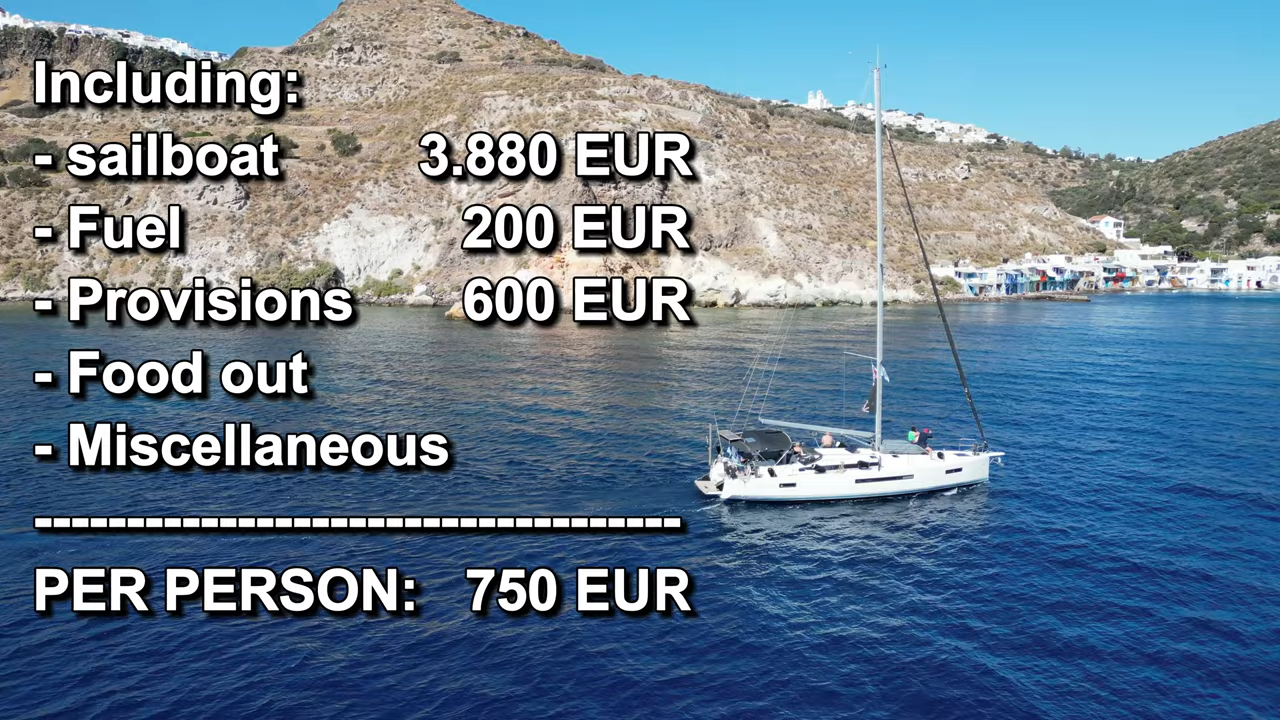 Including:
- sailboat 3.880 EUR
- Fuel 200 EUR
- Provisions 600 EUR
- Food out
- Miscellaneous
-----------------------------------
PER PERSON: 750 EUR